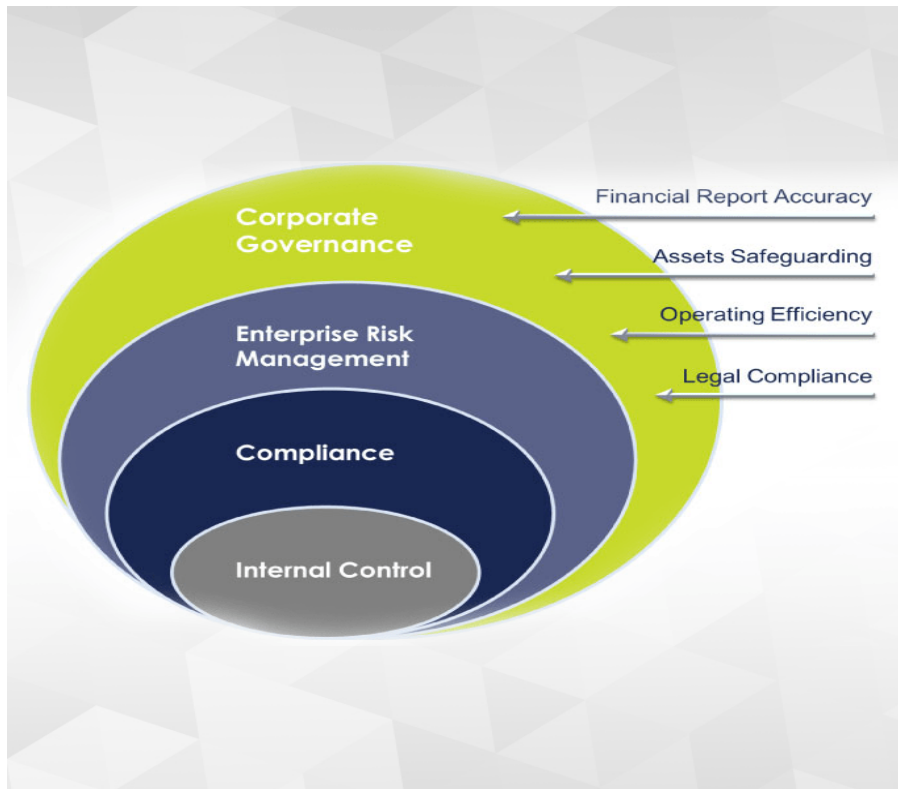 Corporate
Governance
Financial Report Accuracy
Assets Safeguarding
Operating Efficiency
Legal Compliance
Enterprise Risk
Management
Compliance
Internal Control